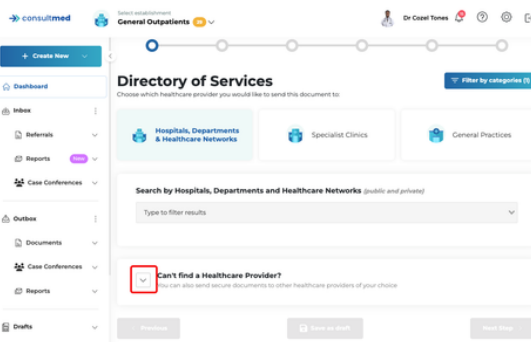 consultmed
Select establishment
General Outpatients
Dr Cozel Tones
+ Create New
Dashboard
Inbox
Referrals
Reports New
Case Conferences
Outbox
Documents
Case Conferences
Reports
Drafts
Directory of Services
Choose which healthcare provider you would like to send this document to:
Filter by categories (1)
Hospitals, Departments
& Healthcare Networks
Specialist Clinics
General Practices
Search by Hospitals, Departments and Healthcare Networks (public and private)
Type to filter results
Can't find a Healthcare Provider?
You can also send secure documents to other healthcare providers of your choice
Previous
Save as draft
Next Step